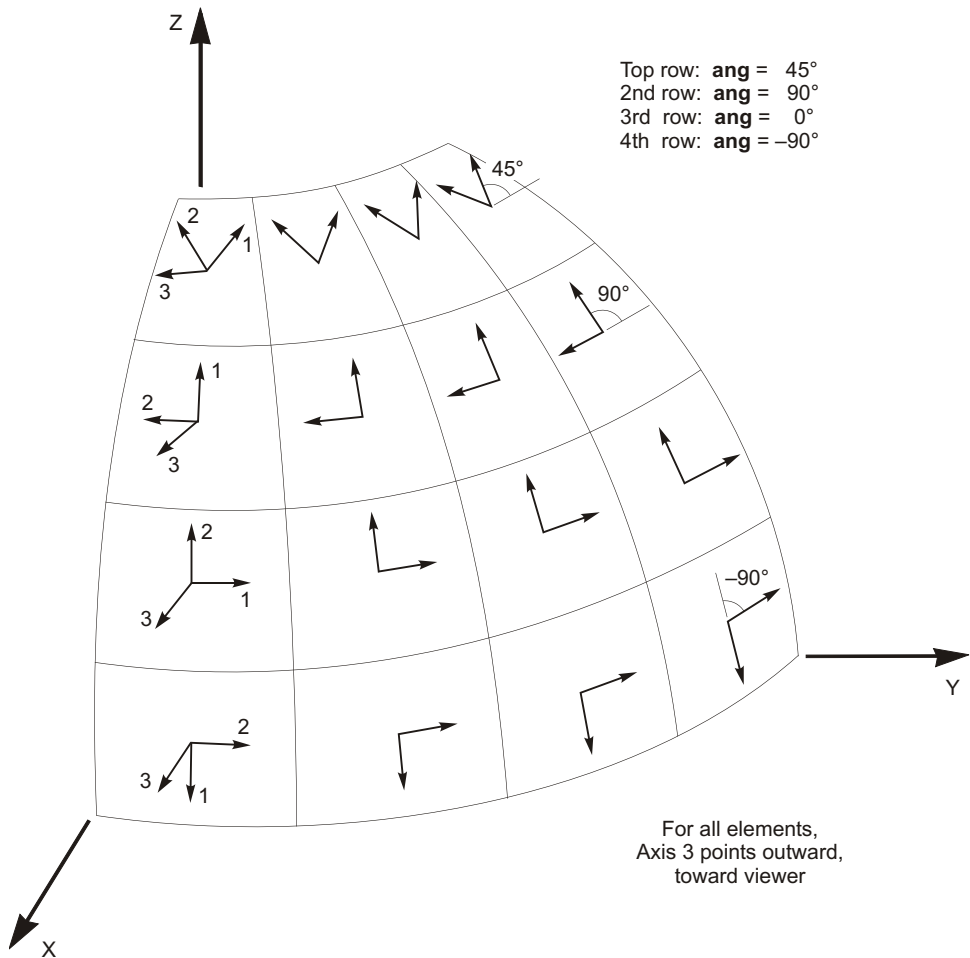 Z
Top row: ang = 45°
2nd row: ang = 90°
3rd row: ang = 0°
4th row: ang = –90°
45°
2
1
3
90°
1
2
3
2
1
3
–90°
Y
2
3
1
For all elements,
Axis 3 points outward,
toward viewer
X